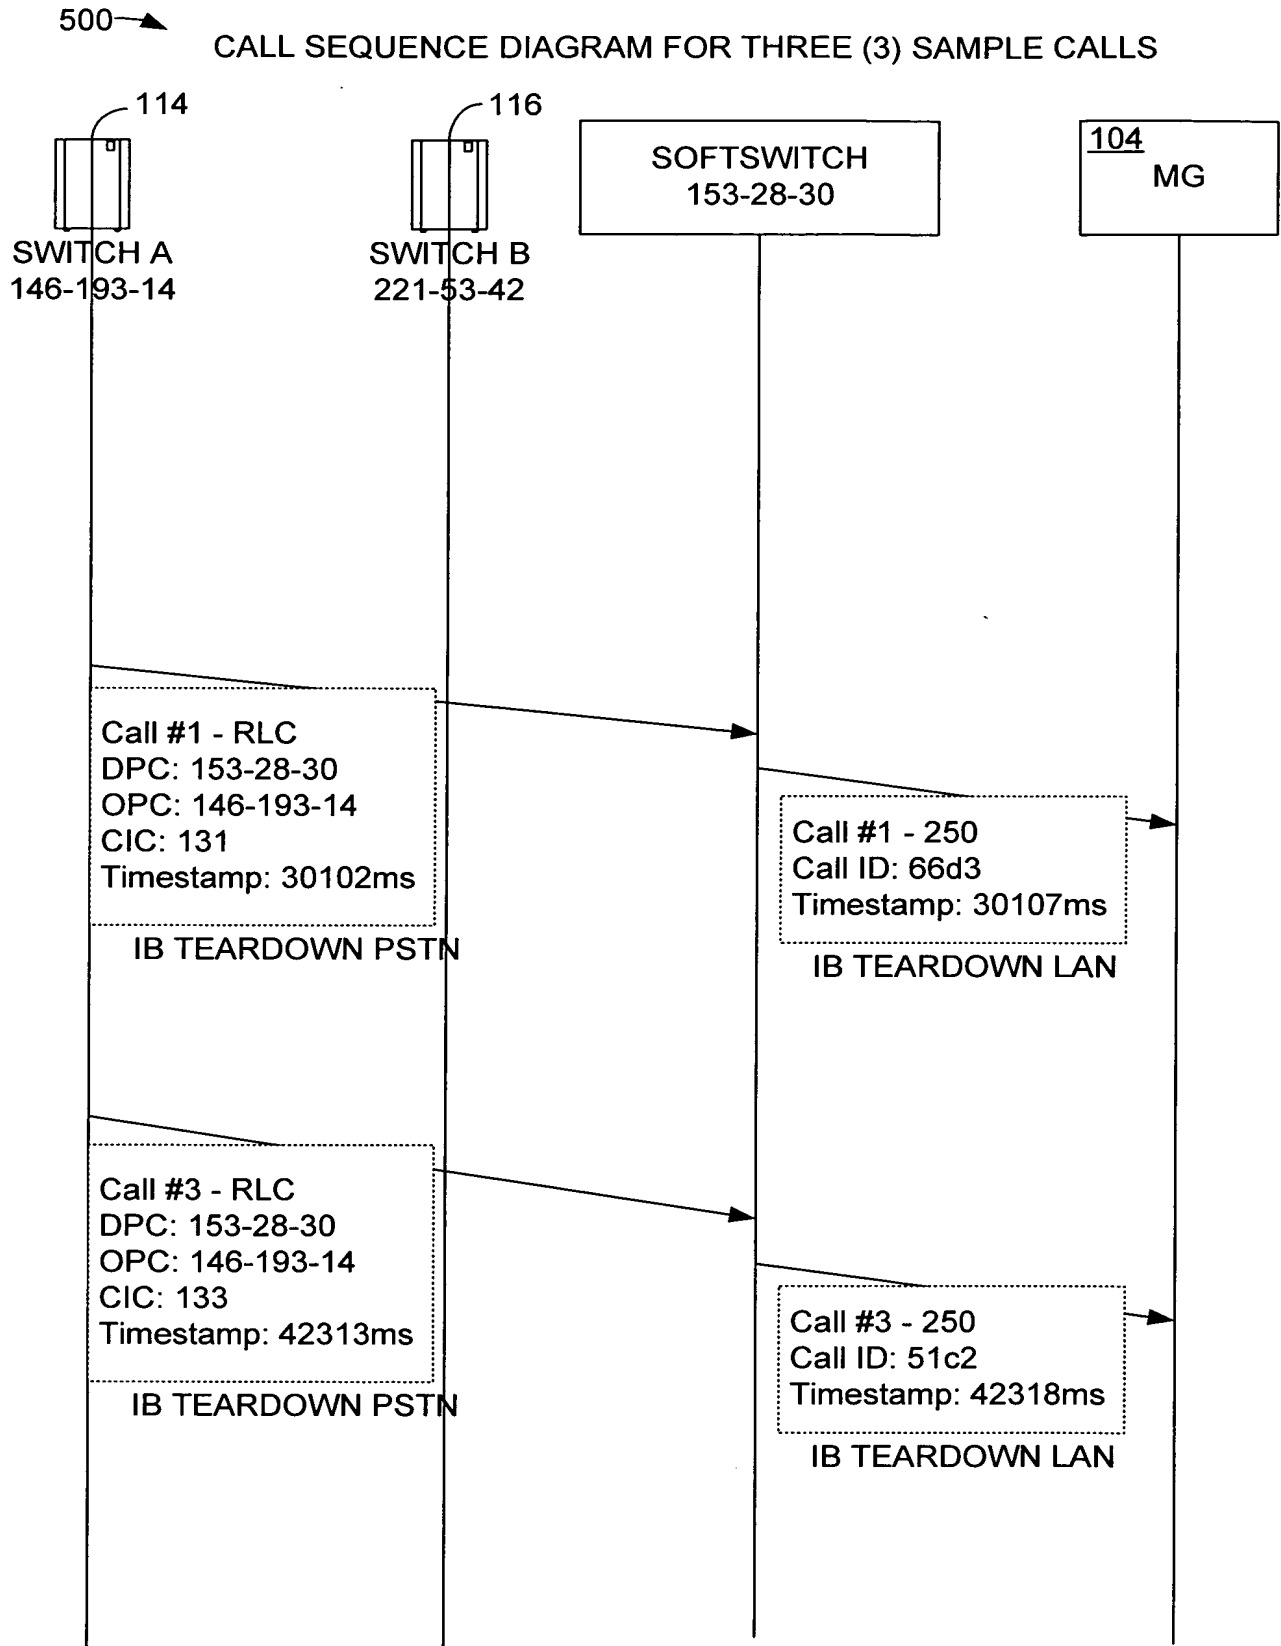 500
CALL SEQUENCE DIAGRAM FOR THREE (3) SAMPLE CALLS
114
116
SOFTSWITCH
153-28-30
104
MG
SWITCH A
146-193-14
SWITCH B
221-53-42
Call #1 - RLC
DPC: 153-28-30
OPC: 146-193-14
CIC: 131
Timestamp: 30102ms
IB TEARDOWN PSTN
Call #1 - 250
Call ID: 66d3
Timestamp: 30107ms
IB TEARDOWN LAN
Call #3 - RLC
DPC: 153-28-30
OPC: 146-193-14
CIC: 133
Timestamp: 42313ms
IB TEARDOWN PSTN
Call #3 - 250
Call ID: 51c2
Timestamp: 42318ms
IB TEARDOWN LAN